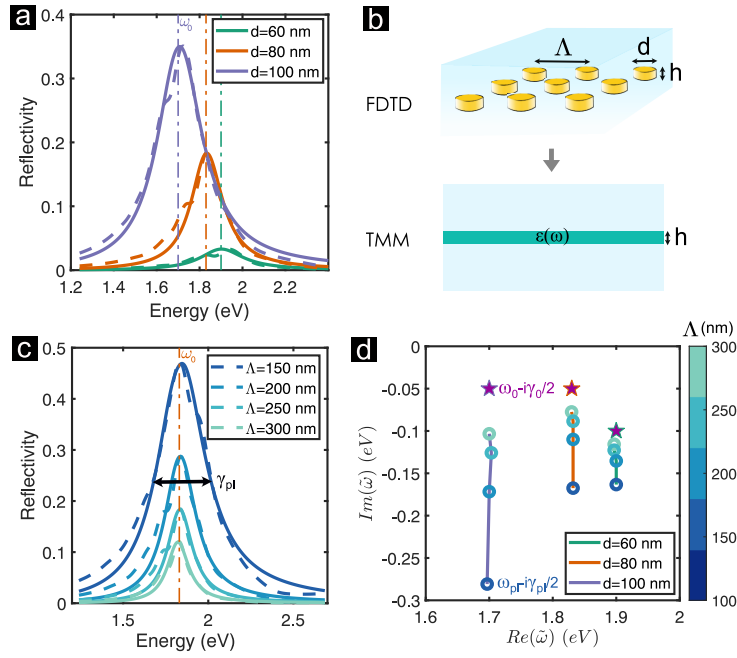 a
ω₀
d=60 nm
d=80 nm
d=100 nm
0.4
0.3
0.2
0.1
0
Reflectivity
1.2 1.4 1.6 1.8 2 2.2
Energy (eV)
b
Λ
d
h
FDTD
TMM
ε(ω)
h
c
ω₀
Λ=150 nm
Λ=200 nm
Λ=250 nm
Λ=300 nm
γpl
0.5
0.4
0.3
0.2
0.1
0
Reflectivity
1.5 2 2.5
Energy (eV)
d
ω₀-iγ₀/2
ωpl-iγpl/2
d=60 nm
d=80 nm
d=100 nm
0
-0.05
-0.1
-0.15
-0.2
-0.25
-0.3
Im(ω̃) (eV)
1.6 1.7 1.8 1.9 2
Re(ω̃) (eV)
Λ (nm)
300
250
200
150
100